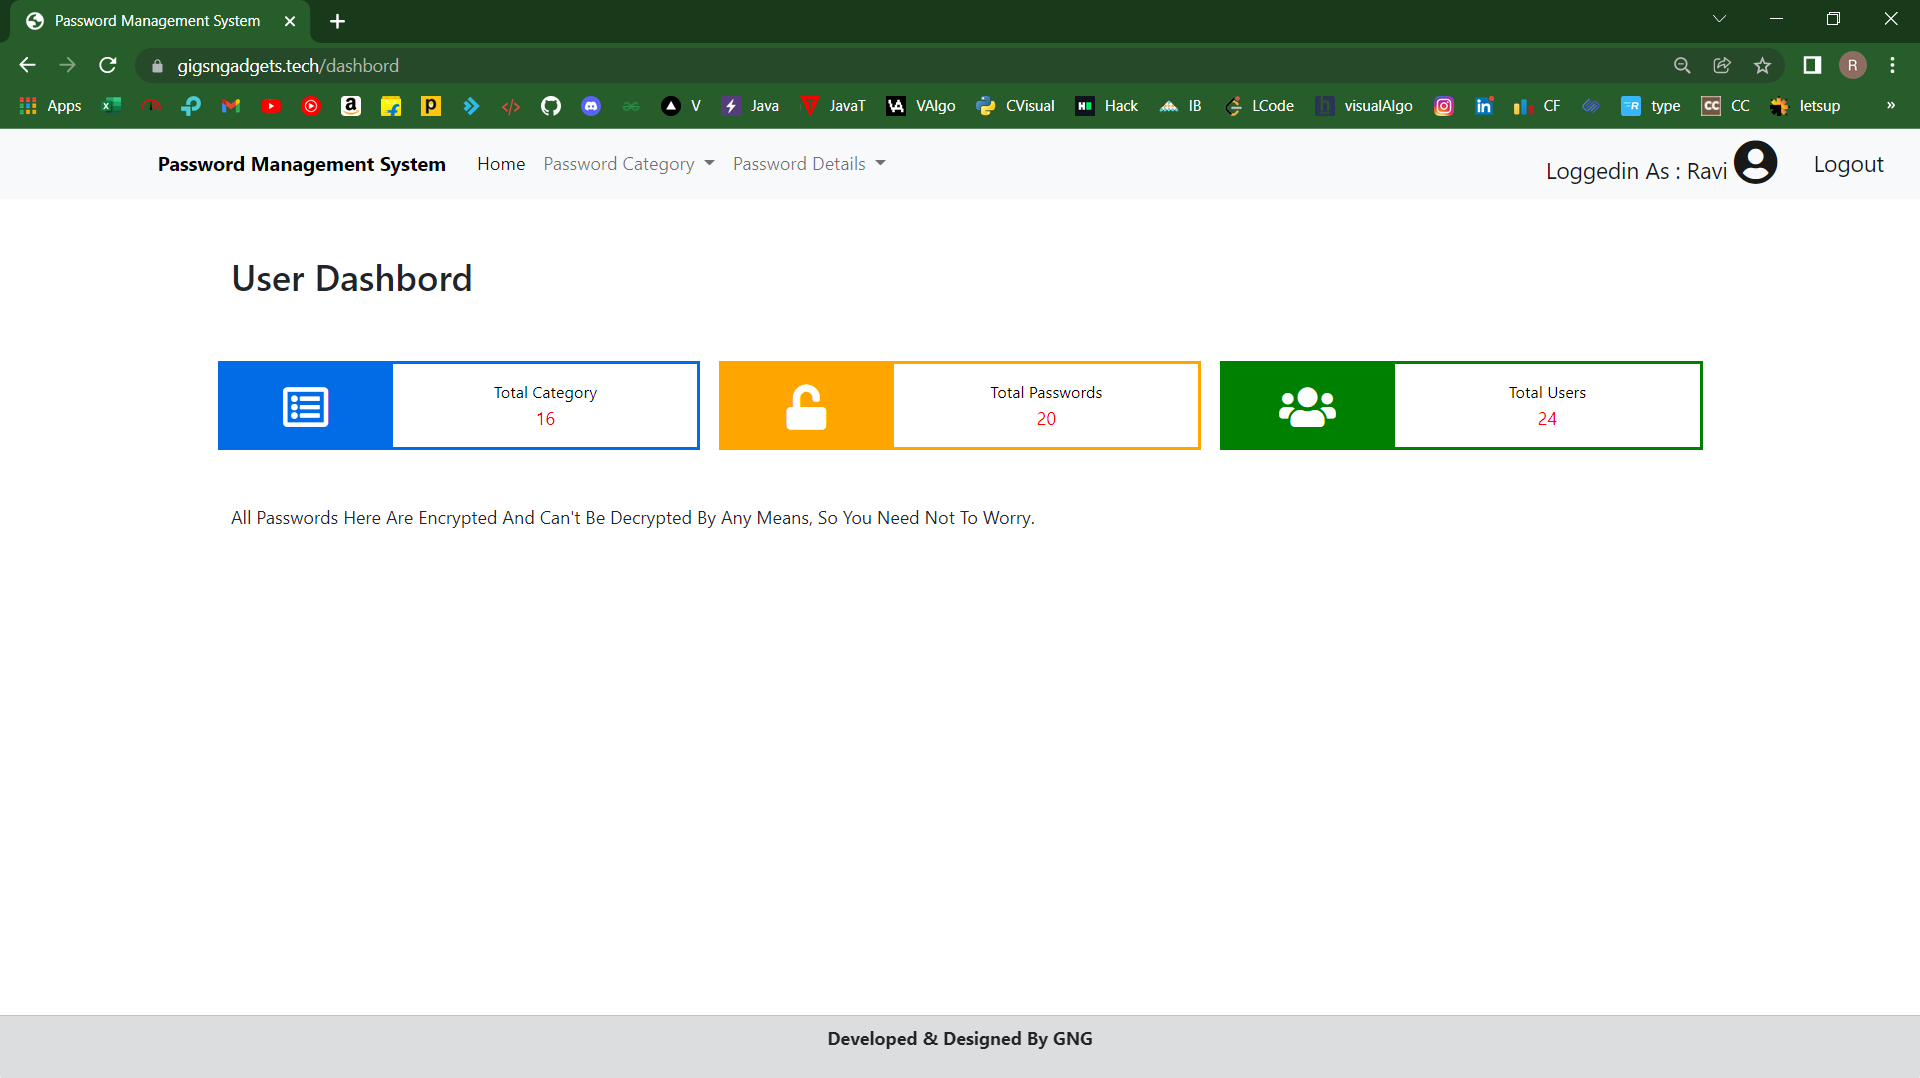 Password Management System
gigsngadgets.tech/dashbord
R
Apps
V
Java
JavaT
VAlgo
CVisual
Hack
IB
LCode
visualAlgo
CF
type
CC
letsup
»
Password Management System
Home
Password Category
Password Details
Loggedin As : Ravi
Logout
User Dashbord
Total Category
16
Total Passwords
20
Total Users
24
All Passwords Here Are Encrypted And Can't Be Decrypted By Any Means, So You Need Not To Worry.
Developed & Designed By GNG